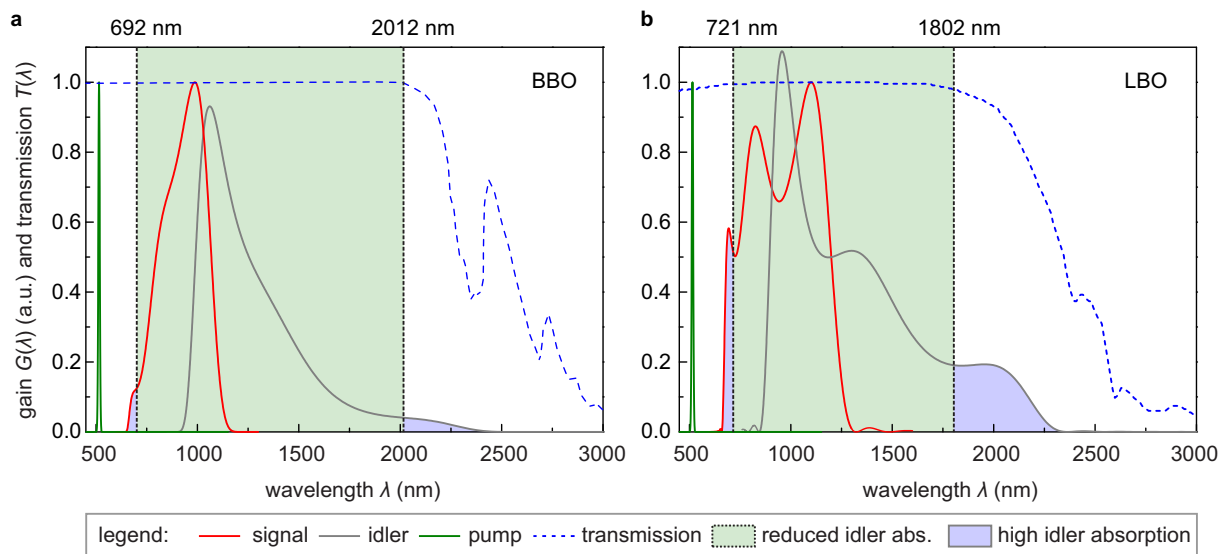 a
692 nm
2012 nm
b
721 nm
1802 nm
gain G(λ) (a.u.) and transmission T(λ)
1.0
0.8
0.6
0.4
0.2
0.0
BBO
500
1000
1500
2000
2500
3000
wavelength λ (nm)
1.0
0.8
0.6
0.4
0.2
0.0
LBO
500
1000
1500
2000
2500
3000
wavelength λ (nm)
legend: signal idler pump transmission reduced idler abs. high idler absorption